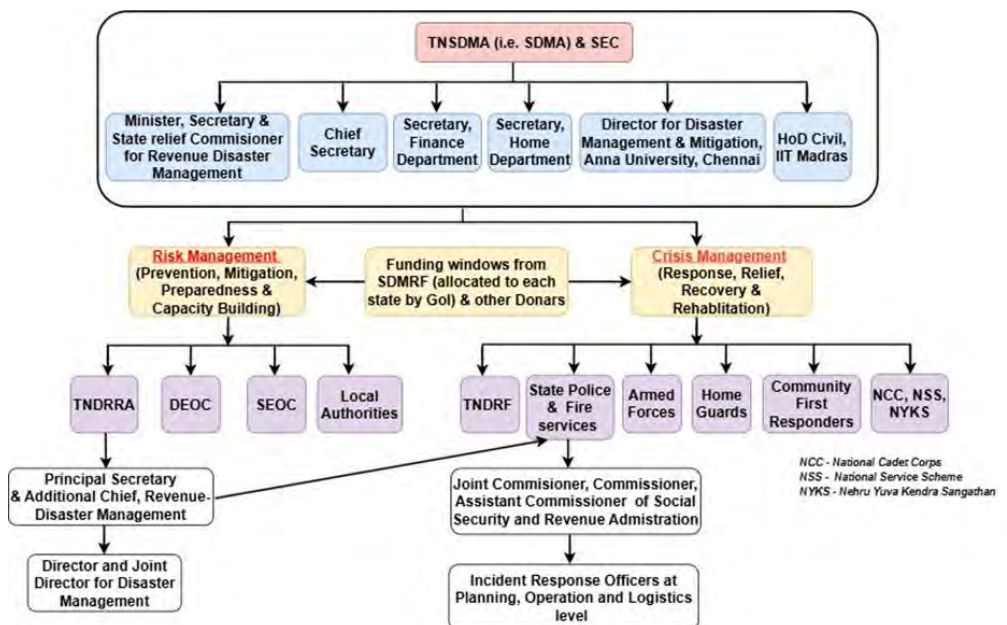 TNSDMA (i.e. SDMA) & SEC
Minister, Secretary &
State relief Commisioner
for Revenue Disaster
Management
Chief
Secretary
Secretary,
Finance
Department
Secretary,
Home
Department
Director for Disaster
Management & Mitigation,
Anna University, Chennai
HoD Civil,
IIT Madras
Risk Management
(Prevention, Mitigation,
Preparedness &
Capacity Building)
Funding windows from
SDMRF (allocated to each
state by GoI) & other Donars
Crisis Management
(Response, Relief,
Recovery &
Rehablitation)
TNDRRA
DEOC
SEOC
Local
Authorities
TNDRF
State Police
& Fire
services
Armed
Forces
Home
Guards
Community
First
Responders
NCC, NSS,
NYKS
Principal Secretary
& Additional Chief, Revenue-
Disaster Management
Joint Commisioner, Commissioner,
Assistant Commissioner of Social
Security and Revenue Admistration
NCC - National Cadet Corps
NSS - National Service Scheme
NYKS - Nehru Yuva Kendra Sangathan
Director and Joint
Director for Disaster
Management
Incident Response Officers at
Planning, Operation and Logistics
level